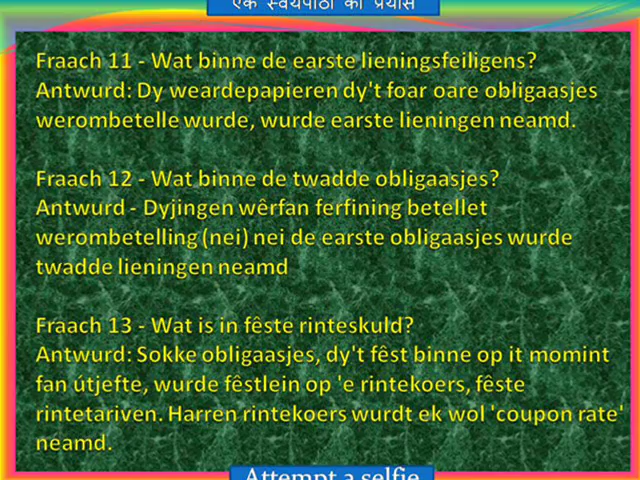 एक स्वयंपाठी का प्रयास
Fraach 11 - Wat binne de earste lieningsfeiligens?
Antwurd: Dy weardepapieren dy't foar oare obligaasjes
werombetelle wurde, wurde earste lieningen neamd.
Fraach 12 - Wat binne de twadde obligaasjes?
Antwurd - Dyjingen wêrfan ferfining betellet
werombetelling (nei) nei de earste obligaasjes wurde
twadde lieningen neamd
Fraach 13 - Wat is in fêste rinteskuld?
Antwurd: Sokke obligaasjes, dy't fêst binne op it momint
fan útjefte, wurde fêstlein op 'e rintekoers, fêste
rintetariven. Harren rintekoers wurdt ek wol 'coupon rate'
neamd.
Attempt a selfie